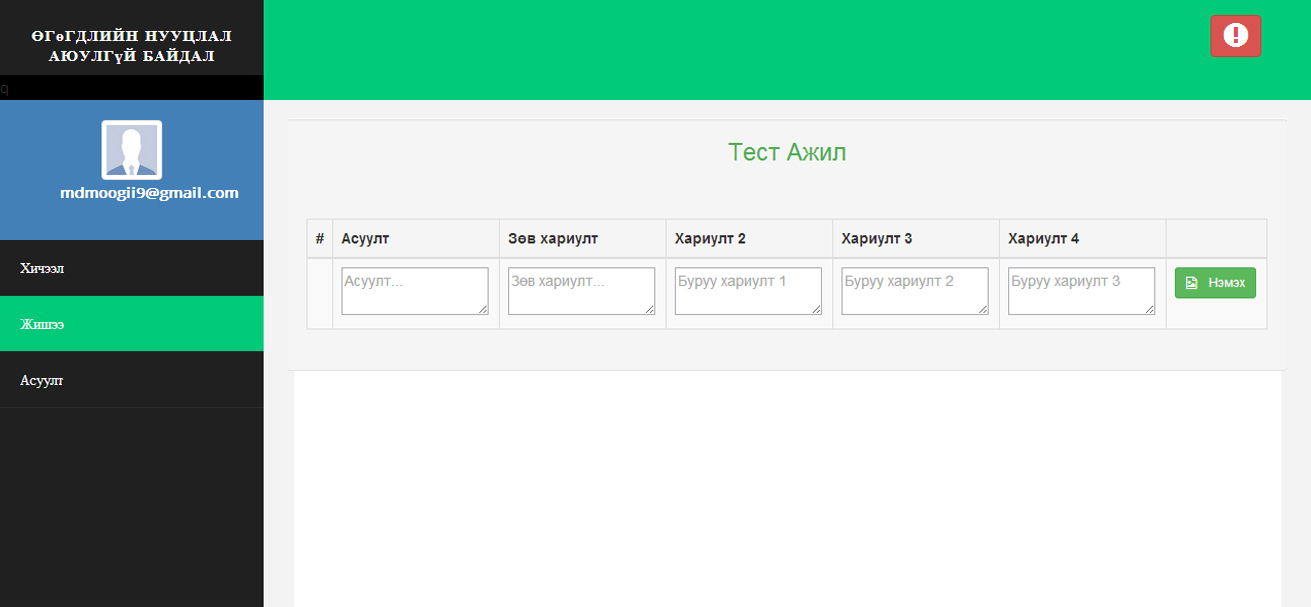 ӨГөГДЛИЙН НУУЦЛАЛ
АЮУЛГүЙ БАЙДАЛ
q
mdmoogii9@gmail.com
Хичээл
Жишээ
Асуулт
Тест Ажил
# Асуулт Зөв хариулт Хариулт 2 Хариулт 3 Хариулт 4
Асуулт... Зөв хариулт... Буруу хариулт 1 Буруу хариулт 2 Буруу хариулт 3 Нэмэх